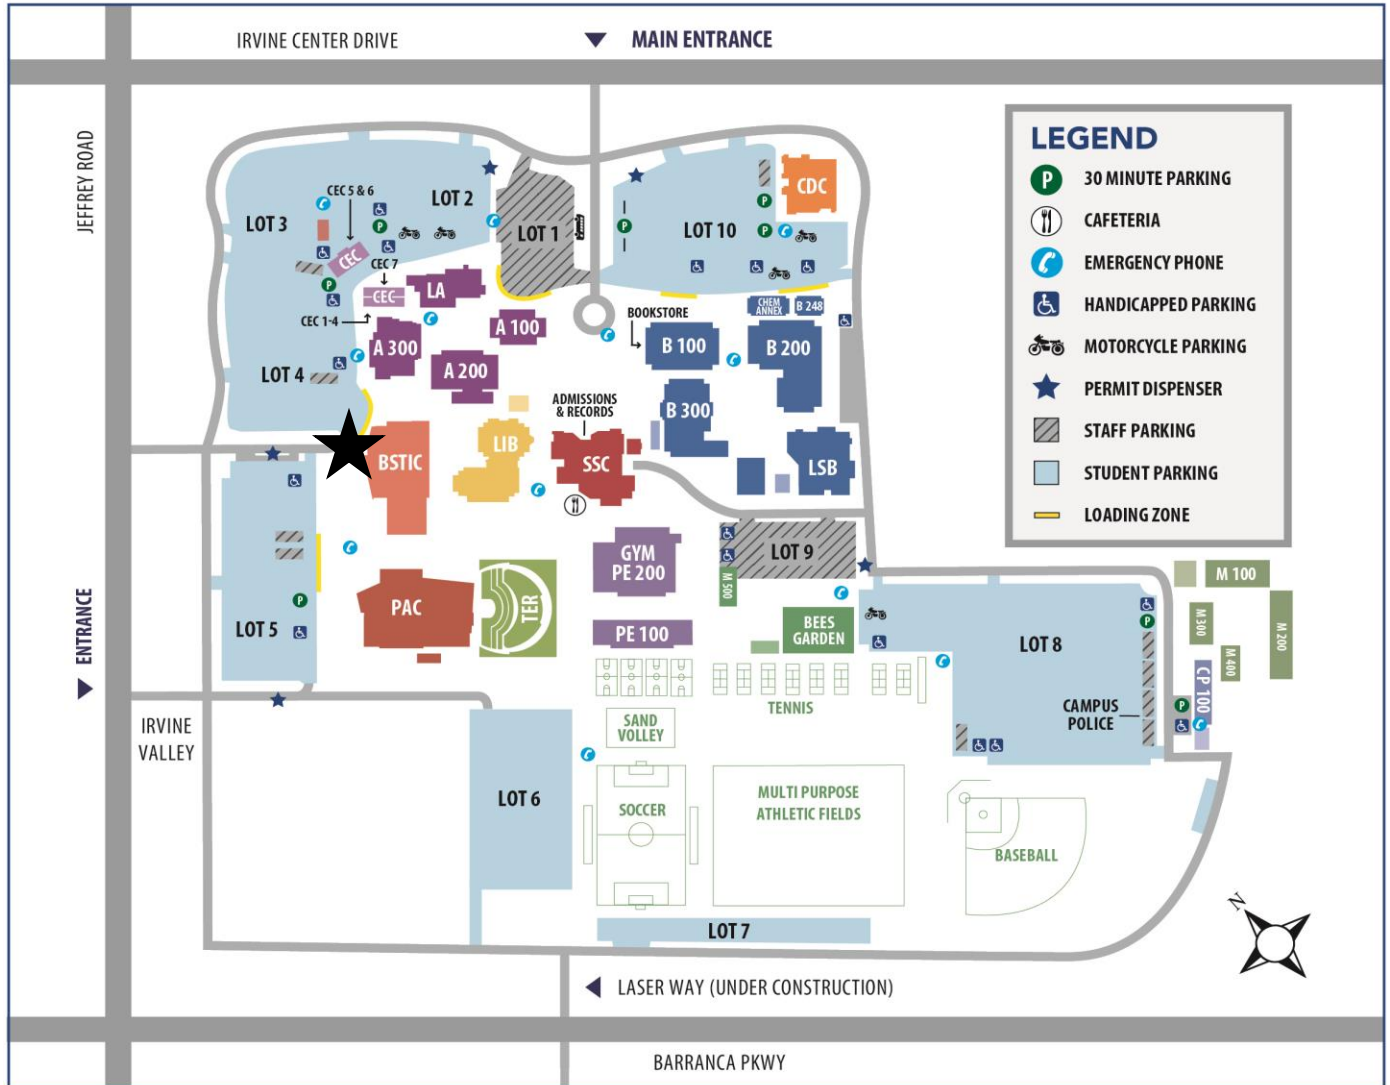 IRVINE CENTER DRIVE
MAIN ENTRANCE
JEFFREY ROAD
LEGEND
P
30 MINUTE PARKING
CAFETERIA
EMERGENCY PHONE
HANDICAPPED PARKING
MOTORCYCLE PARKING
PERMIT DISPENSER
STAFF PARKING
STUDENT PARKING
LOADING ZONE
CEC 5 & 6
LOT 2
LOT 3
P
CEC
CEC 7
P
CEC
LA
CEC 1-4
LOT 1
P
LOT 10
P
P
CDC
A 100
A 300
A 200
LOT 4
BOOKSTORE
B 100
CHEM
ANNEX
B 248
B 200
B 300
ADMISSIONS
& RECORDS
LIB
SSC
LSB
BSTIC
GYM
PE 200
LOT 9
M 500
PAC
TER
PE 100
BEES
GARDEN
P
LOT 5
ENTRANCE
LOT 8
P
M 100
M 200
M 300
M 400
CP 100
P
CAMPUS
POLICE
TENNIS
IRVINE
VALLEY
SAND
VOLLEY
LOT 6
SOCCER
MULTI PURPOSE
ATHLETIC FIELDS
BASEBALL
LOT 7
N
LASER WAY (UNDER CONSTRUCTION)
BARRANCA PKWY